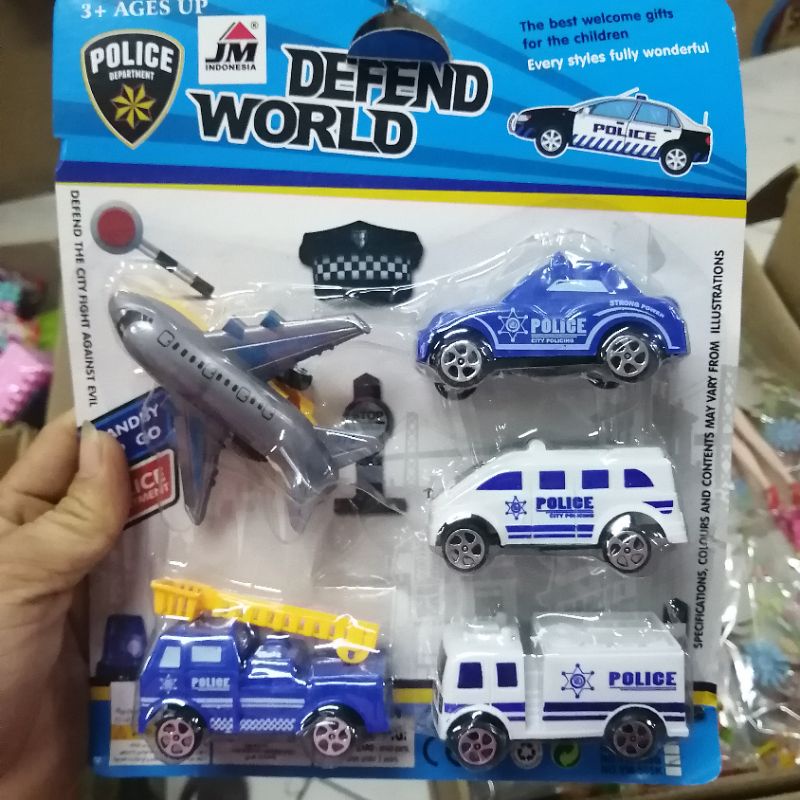 3+ AGES UP
POLICE
DEPARTMENT
JM
INDONESIA
DEFEND
WORLD
The best welcome gifts
for the children
Every styles fully wonderful
POLICE
DEFEND THE CITY FIGHT AGAINST EVIL
SPECIFICATIONS, COLOURS AND CONTENTS MAY VARY FROM ILLUSTRATIONS
STRONG POWER
POLICE
CITY POLICING
STOP
GO
POLICE
CITY POLICING
POLICE
POLICE